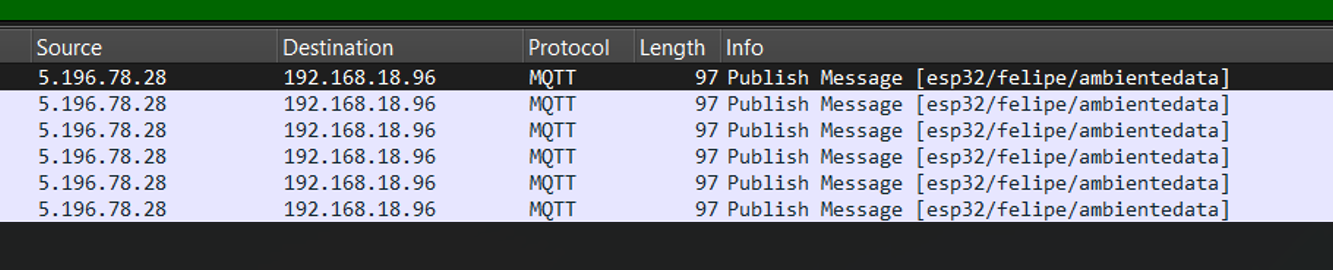 Source Destination Protocol Length Info
5.196.78.28 192.168.18.96 MQTT 97 Publish Message [esp32/felipe/ambientedata]
5.196.78.28 192.168.18.96 MQTT 97 Publish Message [esp32/felipe/ambientedata]
5.196.78.28 192.168.18.96 MQTT 97 Publish Message [esp32/felipe/ambientedata]
5.196.78.28 192.168.18.96 MQTT 97 Publish Message [esp32/felipe/ambientedata]
5.196.78.28 192.168.18.96 MQTT 97 Publish Message [esp32/felipe/ambientedata]
5.196.78.28 192.168.18.96 MQTT 97 Publish Message [esp32/felipe/ambientedata]